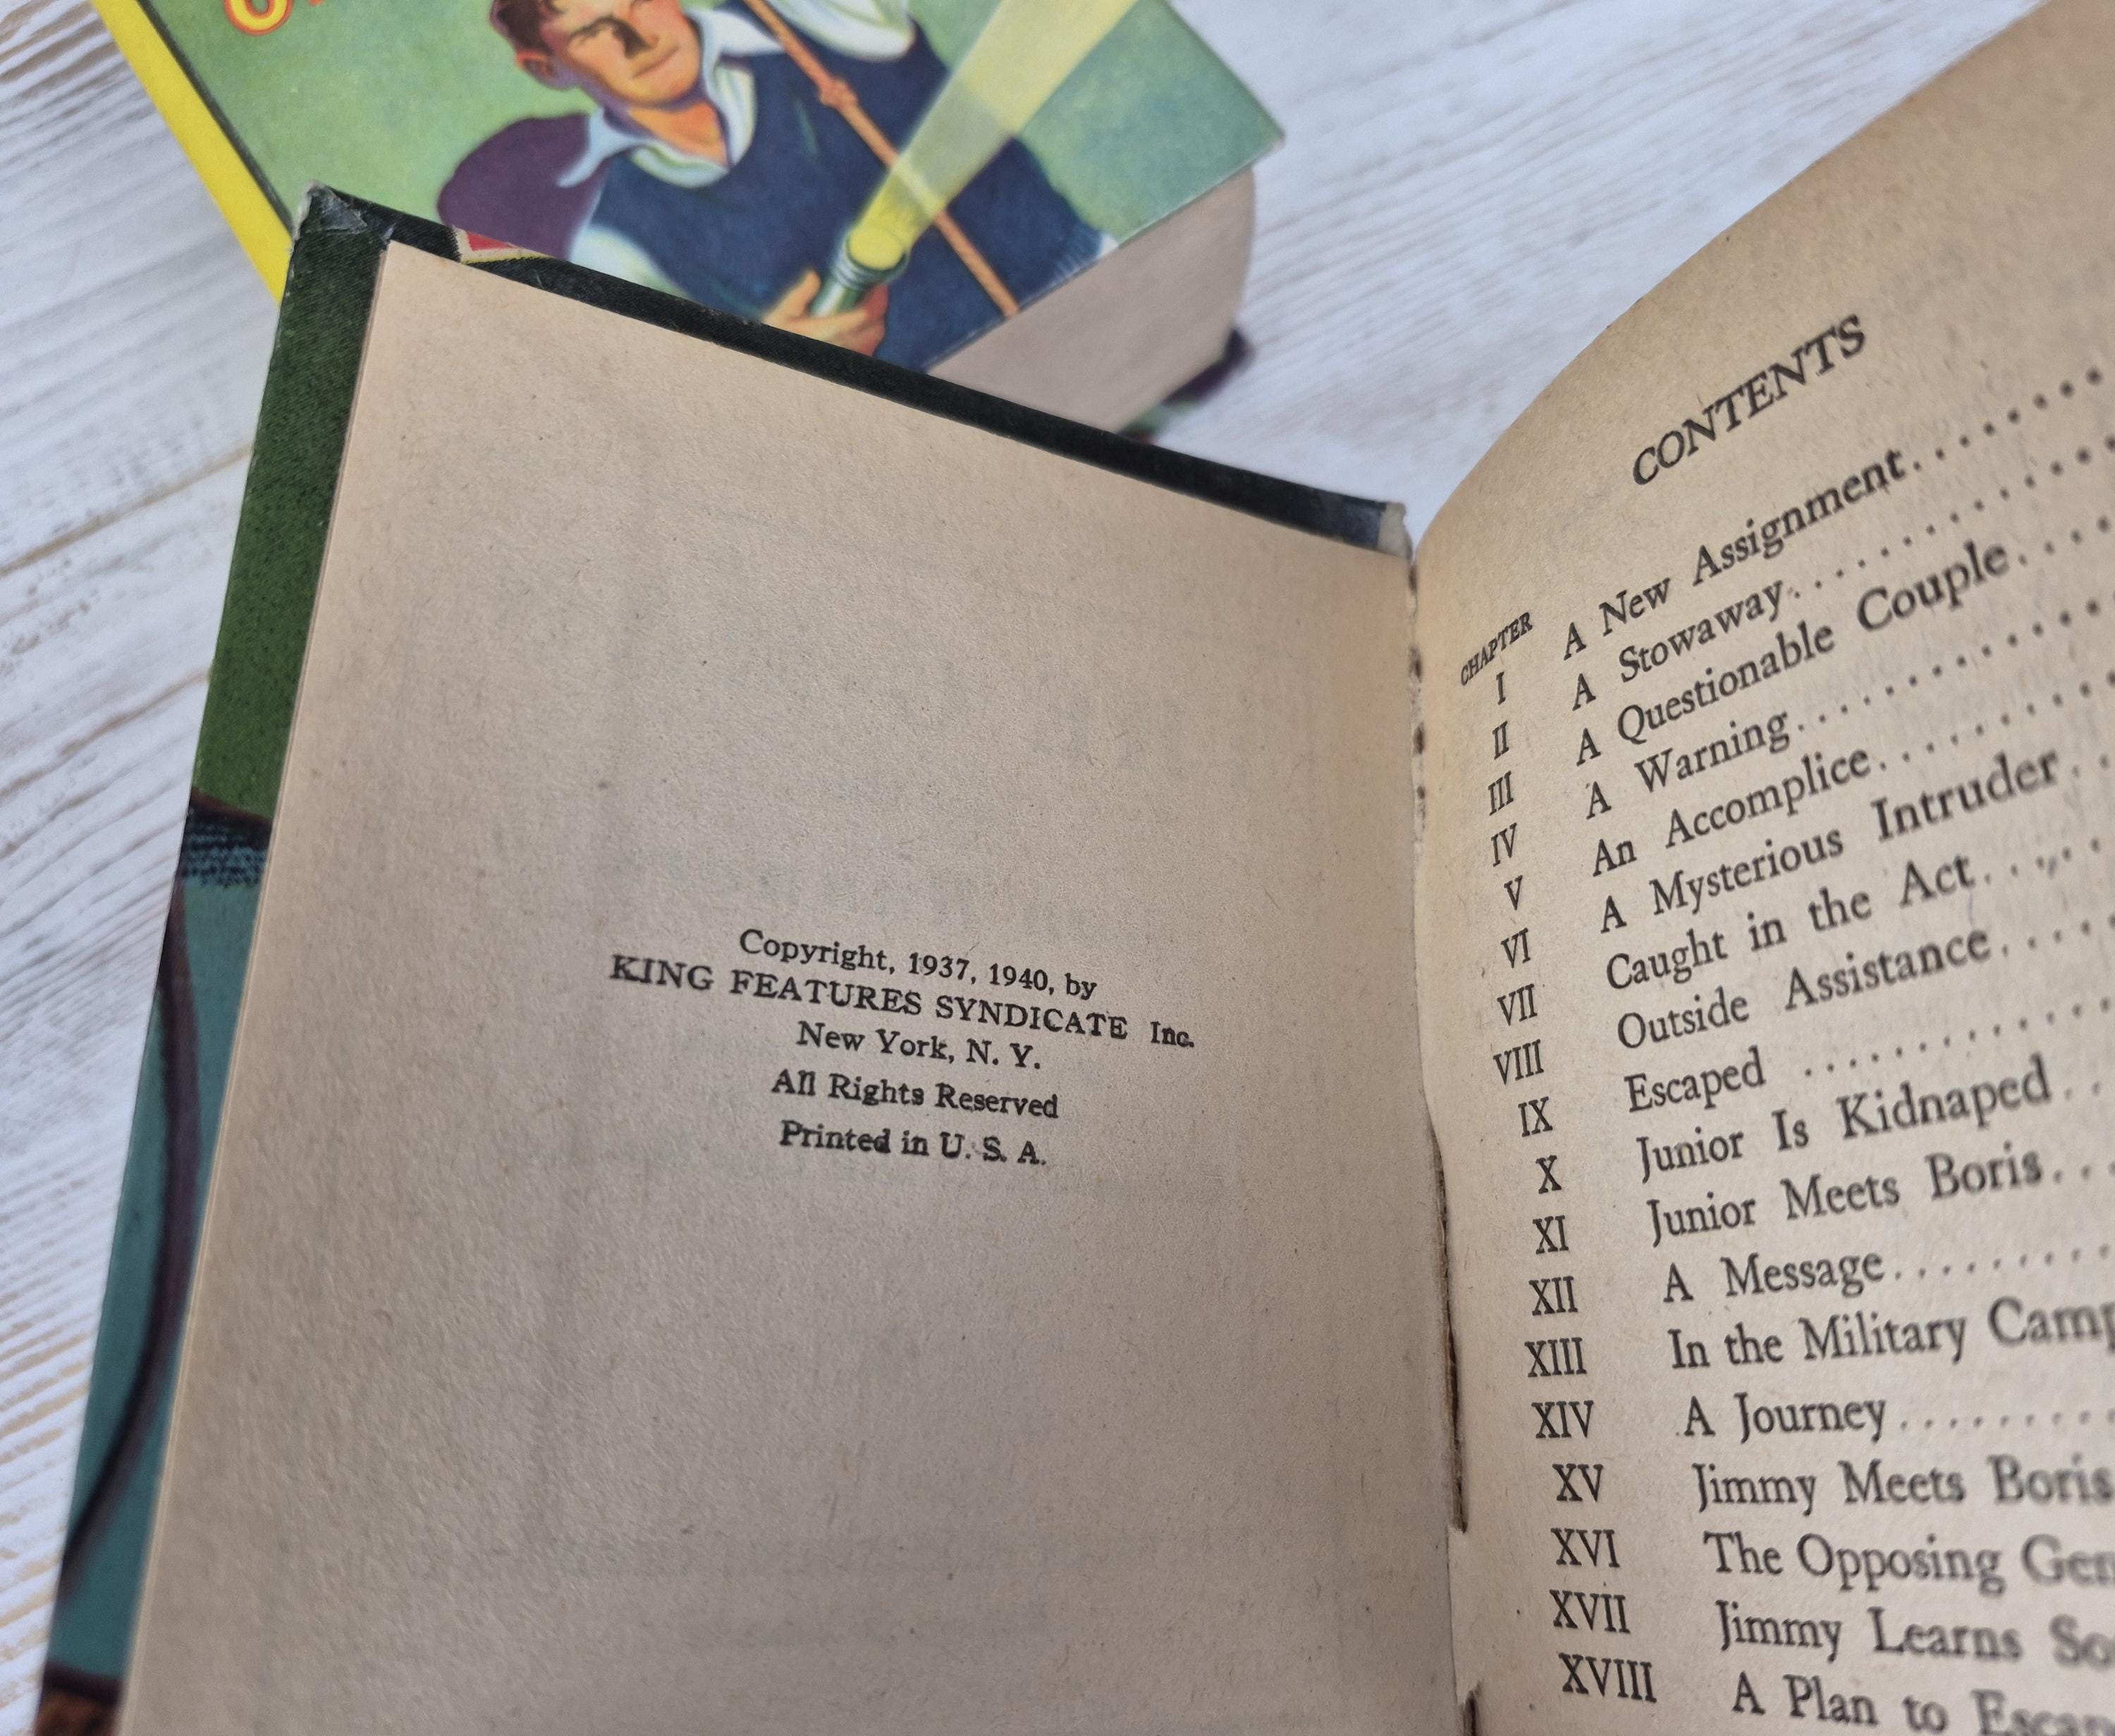 Copyright, 1937, 1940, by
KING FEATURES SYNDICATE Inc.
New York, N. Y.
All Rights Reserved
Printed in U. S. A.
CONTENTS
CHAPTER
I A New Assignment
II A Stowaway
III A Questionable Couple
IV A Warning
V An Accomplice
VI A Mysterious Intruder
VII Caught in the Act
VIII Outside Assistance
IX Escaped
X Junior Is Kidnaped
XI Junior Meets Boris
XII A Message
XIII In the Military Camp
XIV A Journey
XV Jimmy Meets Boris
XVI The Opposing
XVII Jimmy Learns
XVIII A Plan to